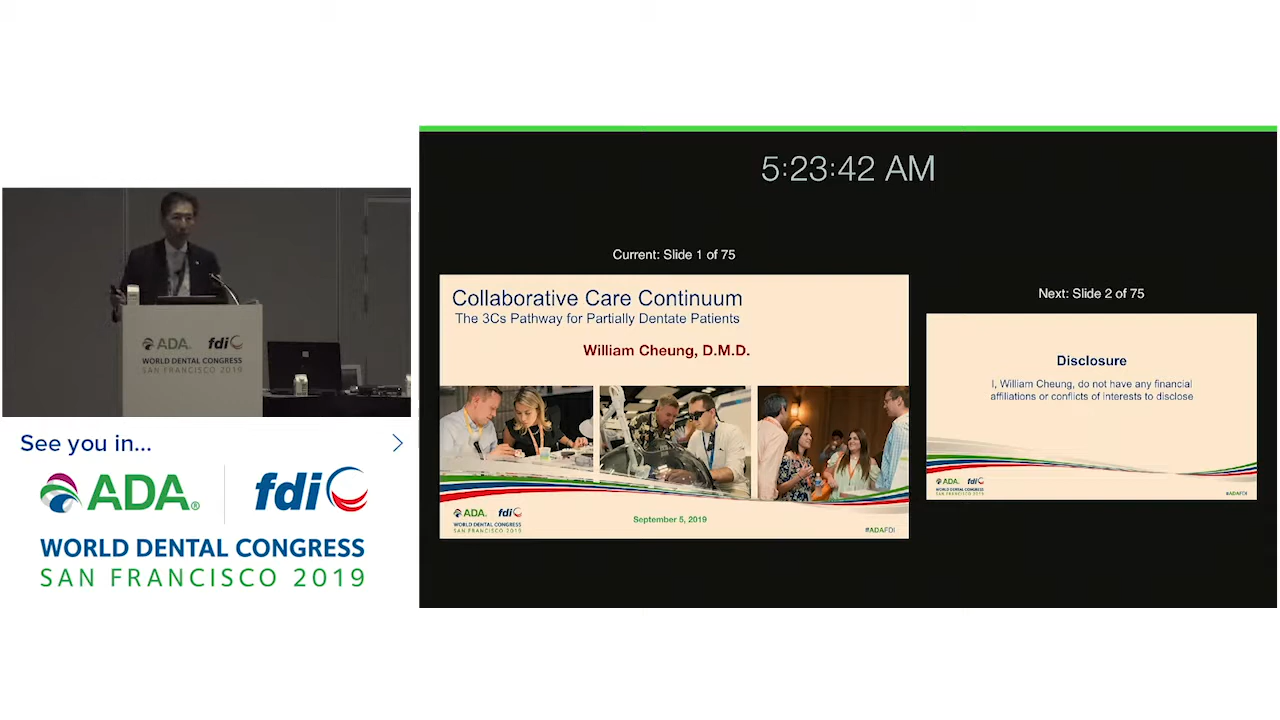 ADA. fdi
WORLD DENTAL CONGRESS
SAN FRANCISCO 2019
See you in...
ADA® fdi
WORLD DENTAL CONGRESS
SAN FRANCISCO 2019
5:23:42 AM
Current: Slide 1 of 75
Collaborative Care Continuum
The 3Cs Pathway for Partially Dentate Patients
William Cheung, D.M.D.
ADA. fdi
WORLD DENTAL CONGRESS
SAN FRANCISCO 2019
September 5, 2019
#ADAFDI
Next: Slide 2 of 75
Disclosure
I, William Cheung, do not have any financial
affiliations or conflicts of interests to disclose
ADA. fdi
WORLD DENTAL CONGRESS
SAN FRANCISCO 2019
#ADAFDI